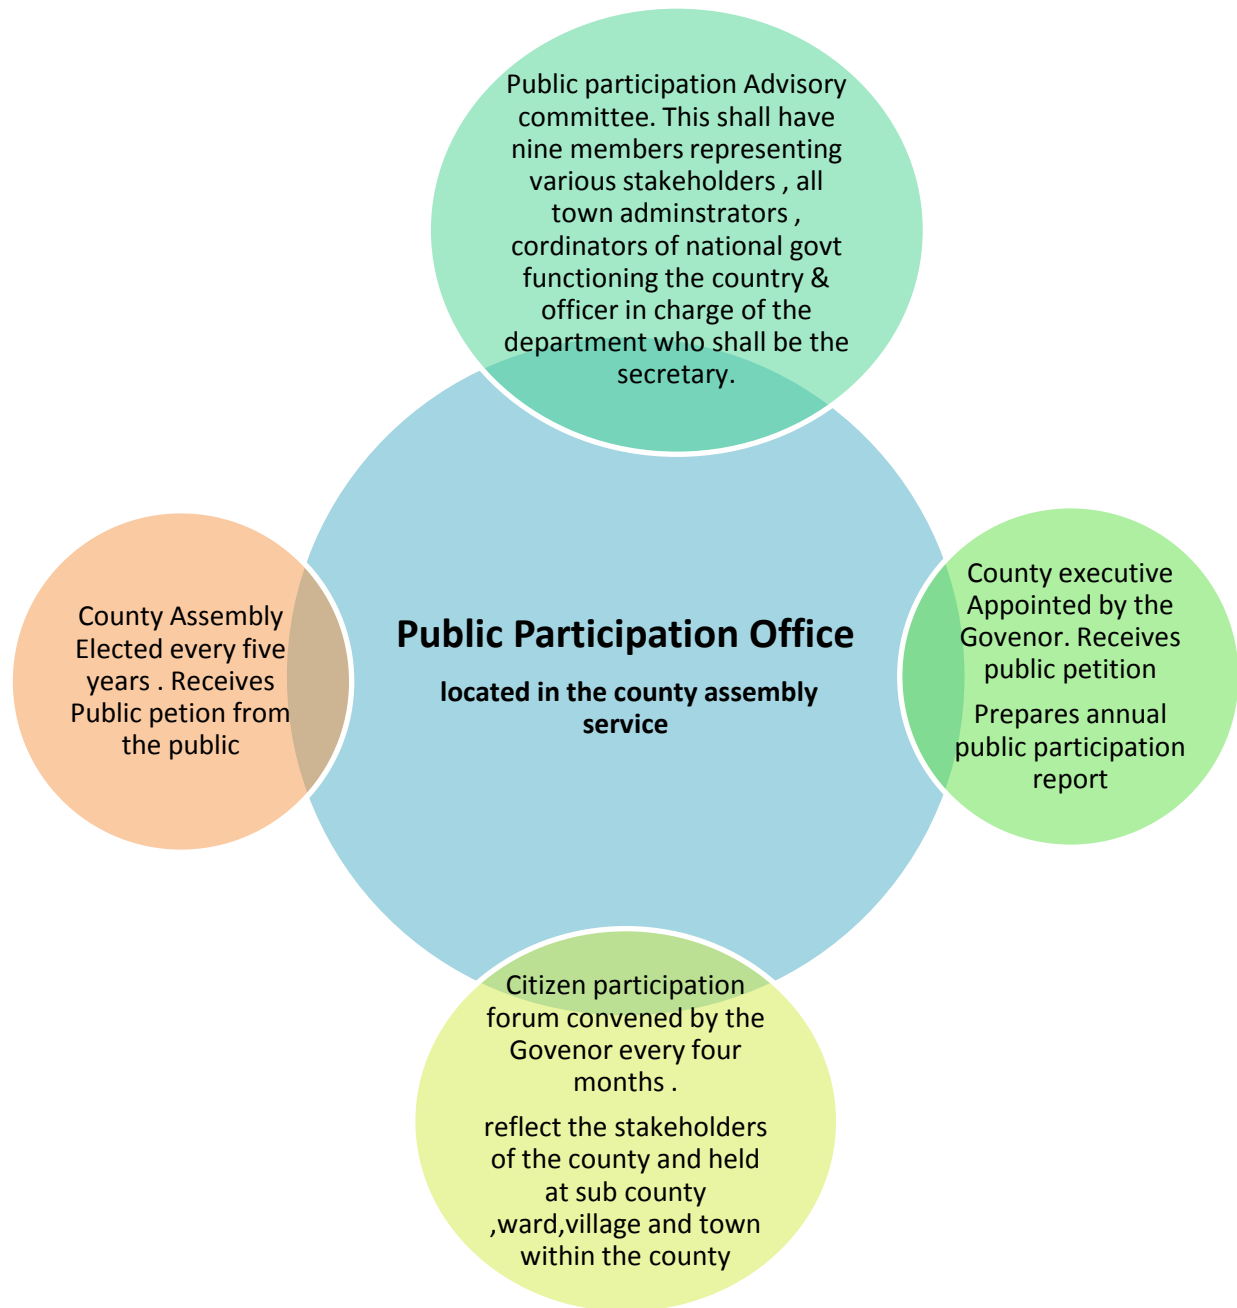 Public participation Advisory
committee. This shall have
nine members representing
various stakeholders , all
town adminstrators ,
cordinators of national govt
functioning the country &
officer in charge of the
department who shall be the
secretary.
County Assembly
Elected every five
years . Receives
Public petion from
the public
Public Participation Office
located in the county assembly
service
County executive
Appointed by the
Govenor. Receives
public petition
Prepares annual
public participation
report
Citizen participation
forum convened by the
Govenor every four
months .
reflect the stakeholders
of the county and held
at sub county
,ward,village and town
within the county